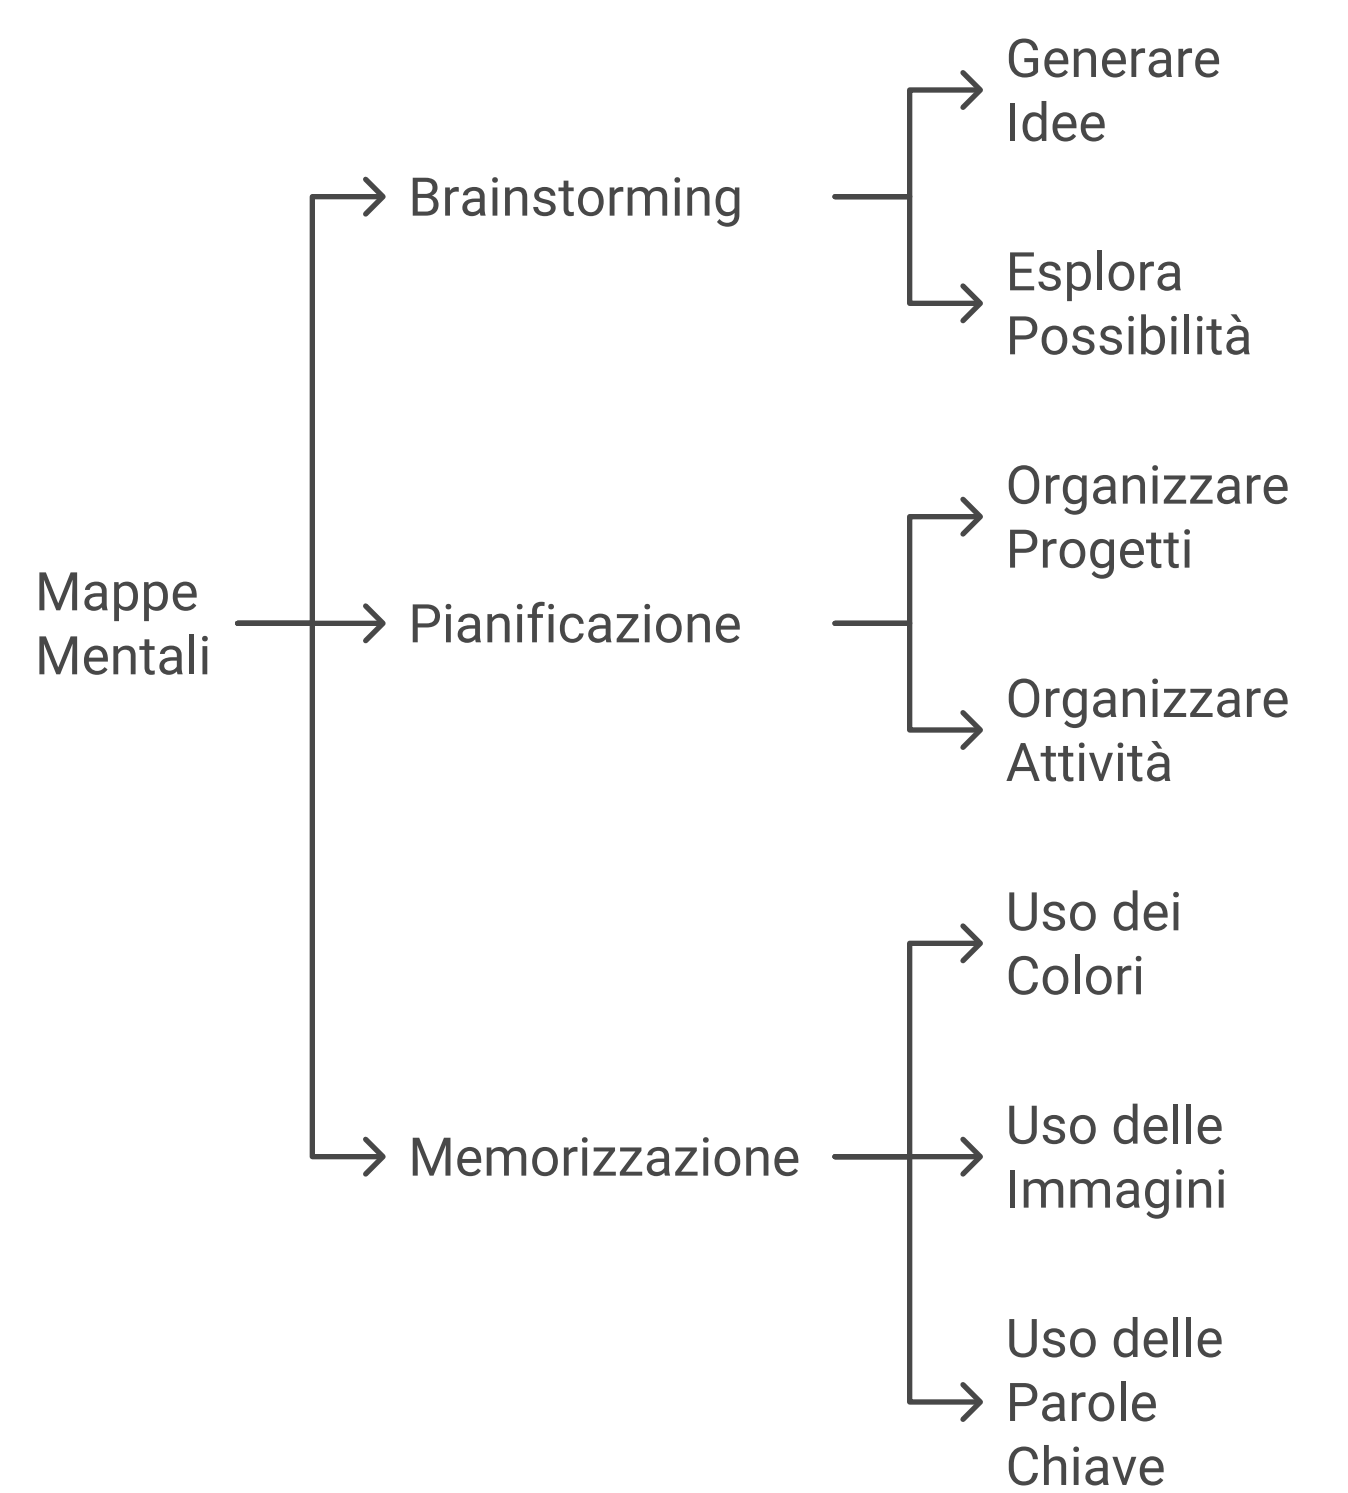 Mappe
Mentali
Brainstorming
Generare
Idee
Esplora
Possibilità
Pianificazione
Organizzare
Progetti
Organizzare
Attività
Memorizzazione
Uso dei
Colori
Uso delle
Immagini
Uso delle
Parole
Chiave